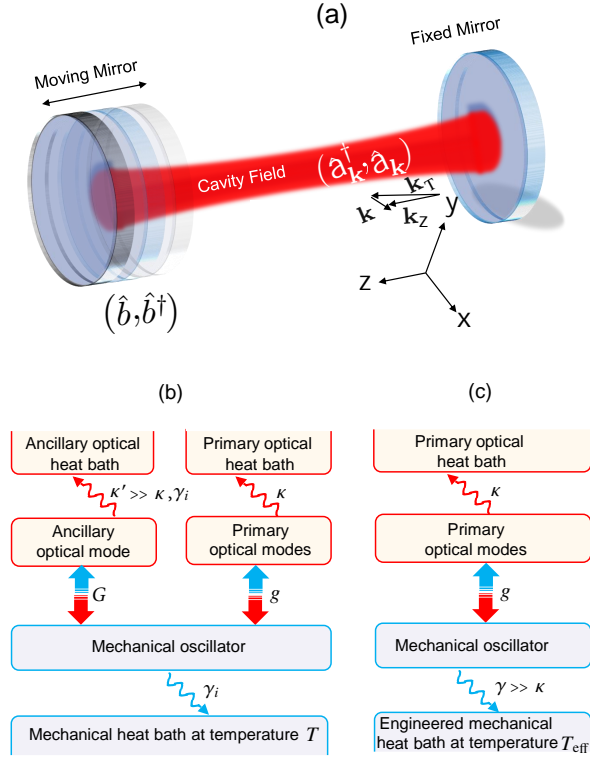 (a)
Fixed Mirror
Moving Mirror
Cavity Field
(â†𝐤,â𝐤)
𝐤T
𝐤
𝐤Z
y
z
x
(b̂,b̂†)
(b)
(c)
Ancillary optical
heat bath
Primary optical
heat bath
κ′ >> κ,γi
κ
Ancillary
optical mode
Primary
optical modes
G
g
Mechanical oscillator
γi
Mechanical heat bath at temperature T
Primary optical
heat bath
κ
Primary
optical modes
g
Mechanical oscillator
γ >> κ
Engineered mechanical
heat bath at temperature Teff